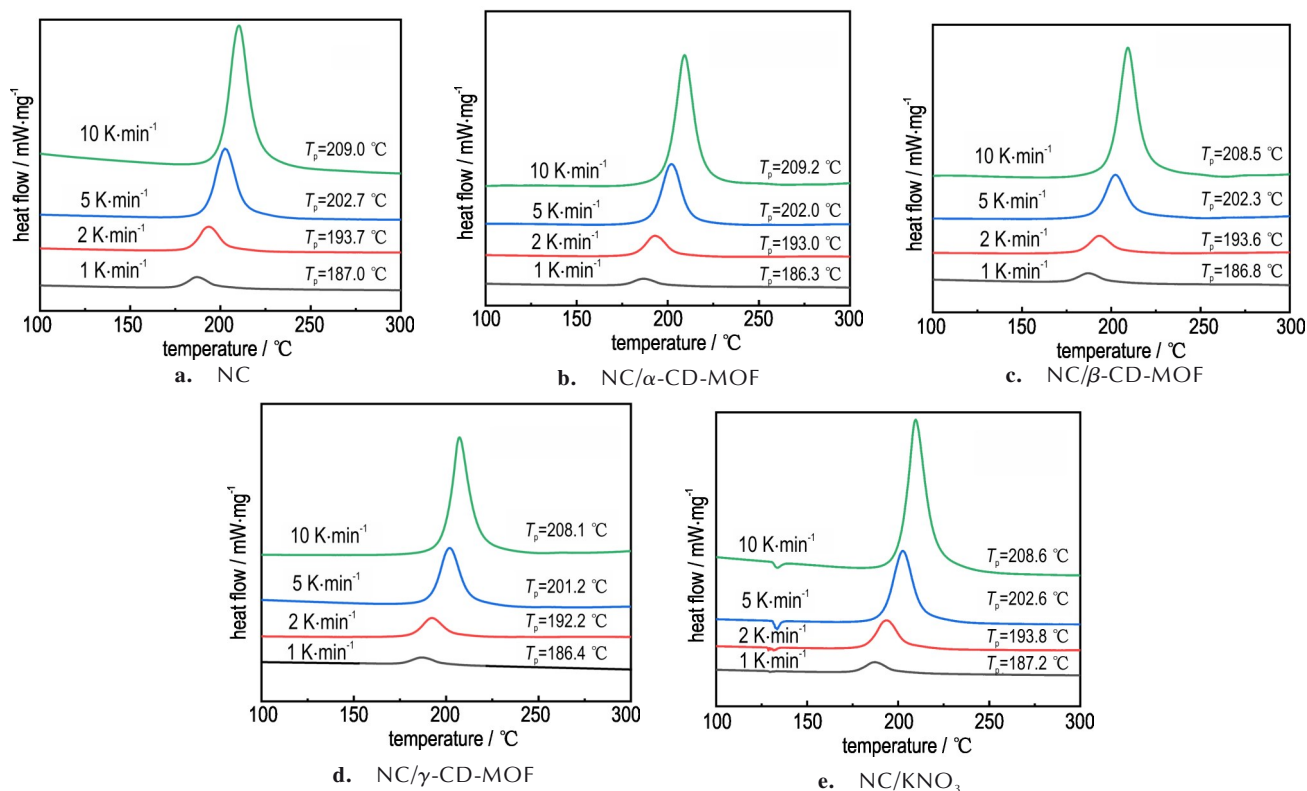 heat flow / mW·mg⁻¹
10 K·min⁻¹
Tp=209.0 ℃
5 K·min⁻¹
Tp=202.7 ℃
2 K·min⁻¹
Tp=193.7 ℃
1 K·min⁻¹
Tp=187.0 ℃
100 150 200 250 300
temperature / ℃
a. NC
heat flow / mW·mg⁻¹
10 K·min⁻¹
Tp=209.2 ℃
5 K·min⁻¹
Tp=202.0 ℃
2 K·min⁻¹
Tp=193.0 ℃
1 K·min⁻¹
Tp=186.3 ℃
100 150 200 250 300
temperature / ℃
b. NC/α-CD-MOF
heat flow / mW·mg⁻¹
10 K·min⁻¹
Tp=208.5 ℃
5 K·min⁻¹
Tp=202.3 ℃
2 K·min⁻¹
Tp=193.6 ℃
1 K·min⁻¹
Tp=186.8 ℃
100 150 200 250 300
temperature / ℃
c. NC/β-CD-MOF
heat flow / mW·mg⁻¹
10 K·min⁻¹
Tp=208.1 ℃
5 K·min⁻¹
Tp=201.2 ℃
2 K·min⁻¹
Tp=192.2 ℃
1 K·min⁻¹
Tp=186.4 ℃
100 150 200 250 300
temperature / ℃
d. NC/γ-CD-MOF
heat flow / mW·mg⁻¹
10 K·min⁻¹
Tp=208.6 ℃
5 K·min⁻¹
Tp=202.6 ℃
2 K·min⁻¹
Tp=193.8 ℃
1 K·min⁻¹
Tp=187.2 ℃
100 150 200 250 300
temperature / ℃
e. NC/KNO₃